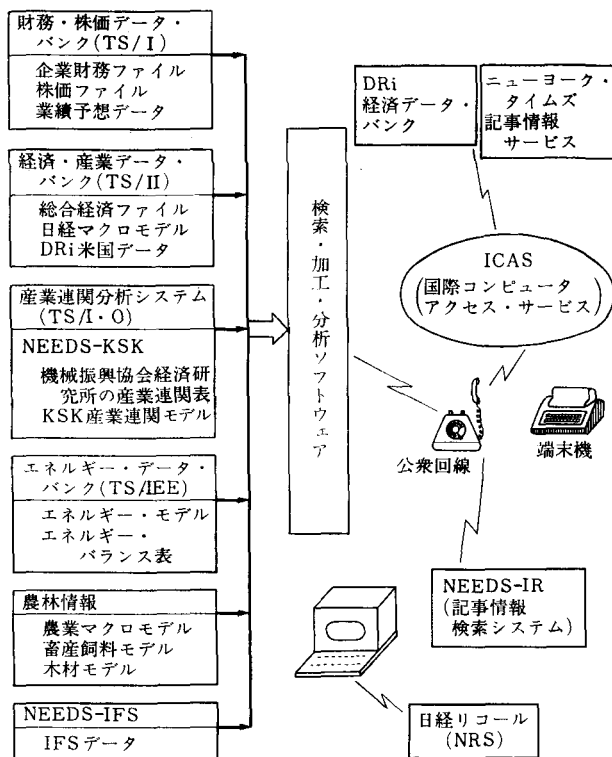 財務・株価データ・
バンク(TS/I)
企業財務ファイル
株価ファイル
業績予想データ
経済・産業データ・
バンク(TS/II)
総合経済ファイル
日経マクロモデル
DRi米国データ
産業連関分析システム
(TS/I・O)
NEEDS-KSK
機械振興協会経済研
究所の産業連関表
KSK産業連関モデル
エネルギー・データ・
バンク(TS/IEE)
エネルギー・モデル
エネルギー・
バランス表
農林情報
農業マクロモデル
畜産飼料モデル
木材モデル
NEEDS-IFS
IFSデータ
検索・加工・分析ソフトウェア
DRi
経済データ・
バンク
ニューヨーク・
タイムズ
記事情報
サービス
ICAS
(国際コンピュータ
アクセス・サービス)
公衆回線
端末機
NEEDS-IR
(記事情報
検索システム)
日経リコール
(NRS)